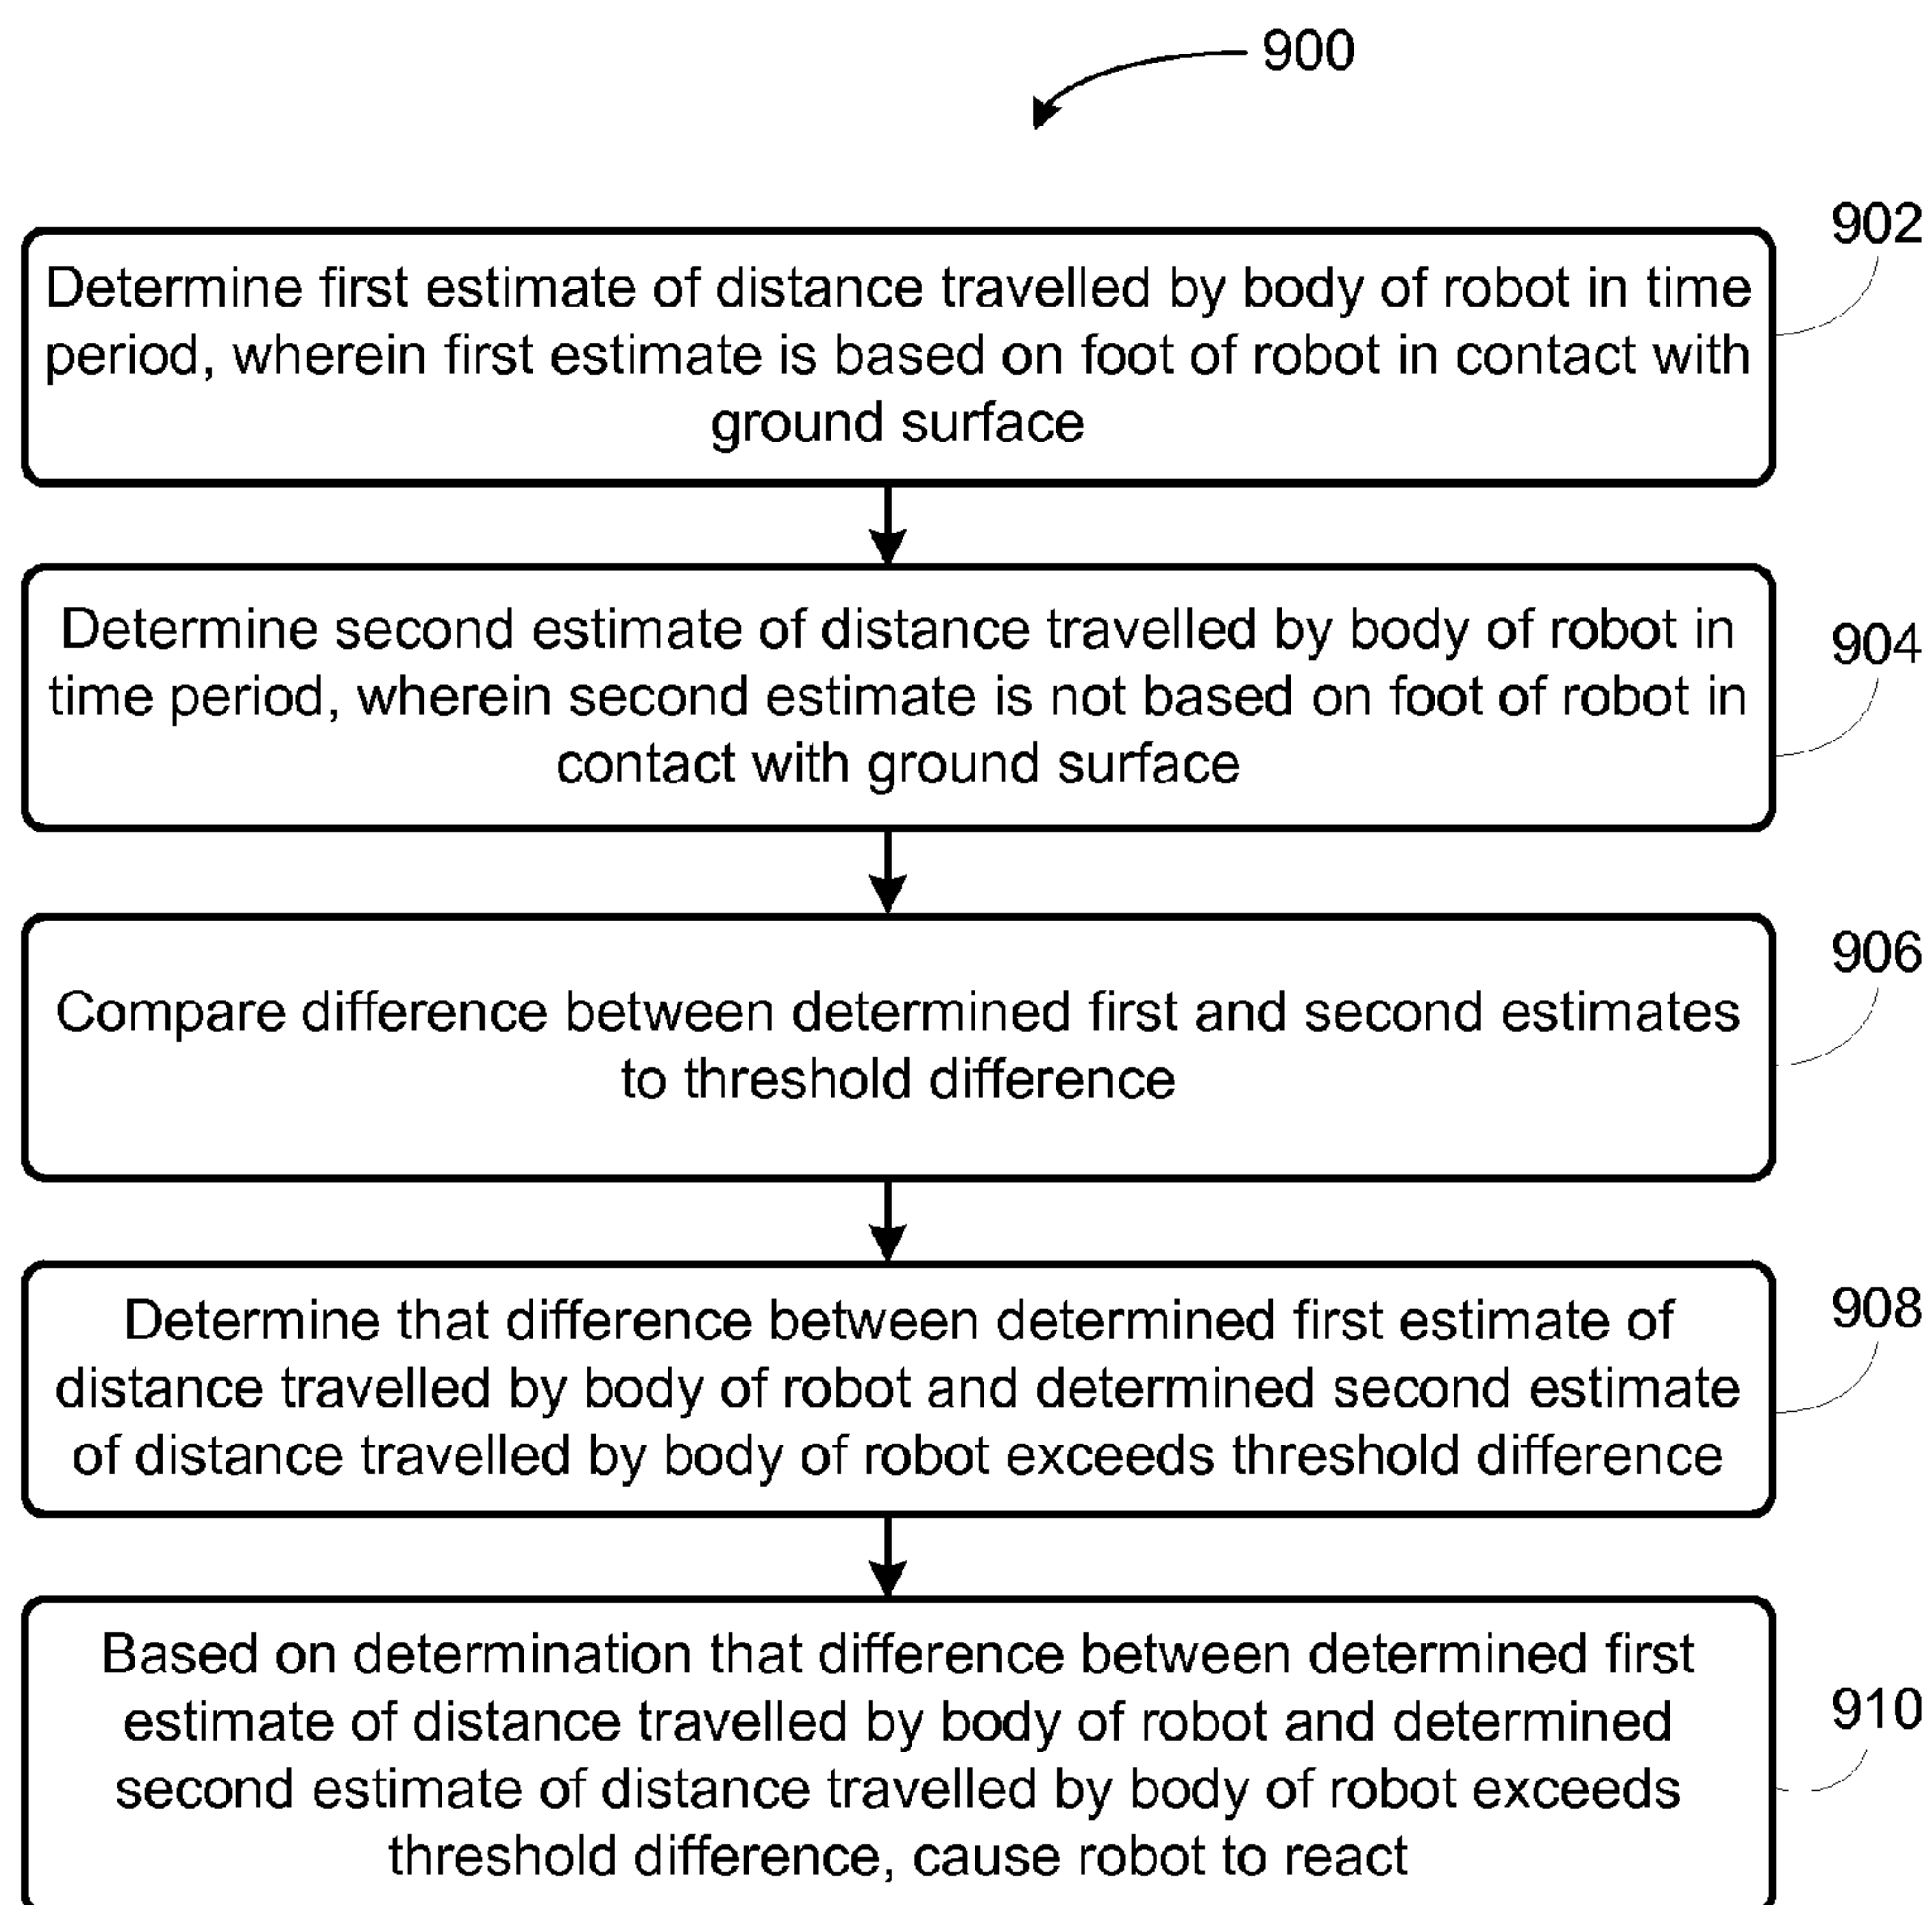 900
902
Determine first estimate of distance travelled by body of robot in time
period, wherein first estimate is based on foot of robot in contact with
ground surface
904
Determine second estimate of distance travelled by body of robot in
time period, wherein second estimate is not based on foot of robot in
contact with ground surface
906
Compare difference between determined first and second estimates
to threshold difference
908
Determine that difference between determined first estimate of
distance travelled by body of robot and determined second estimate
of distance travelled by body of robot exceeds threshold difference
910
Based on determination that difference between determined first
estimate of distance travelled by body of robot and determined
second estimate of distance travelled by body of robot exceeds
threshold difference, cause robot to react